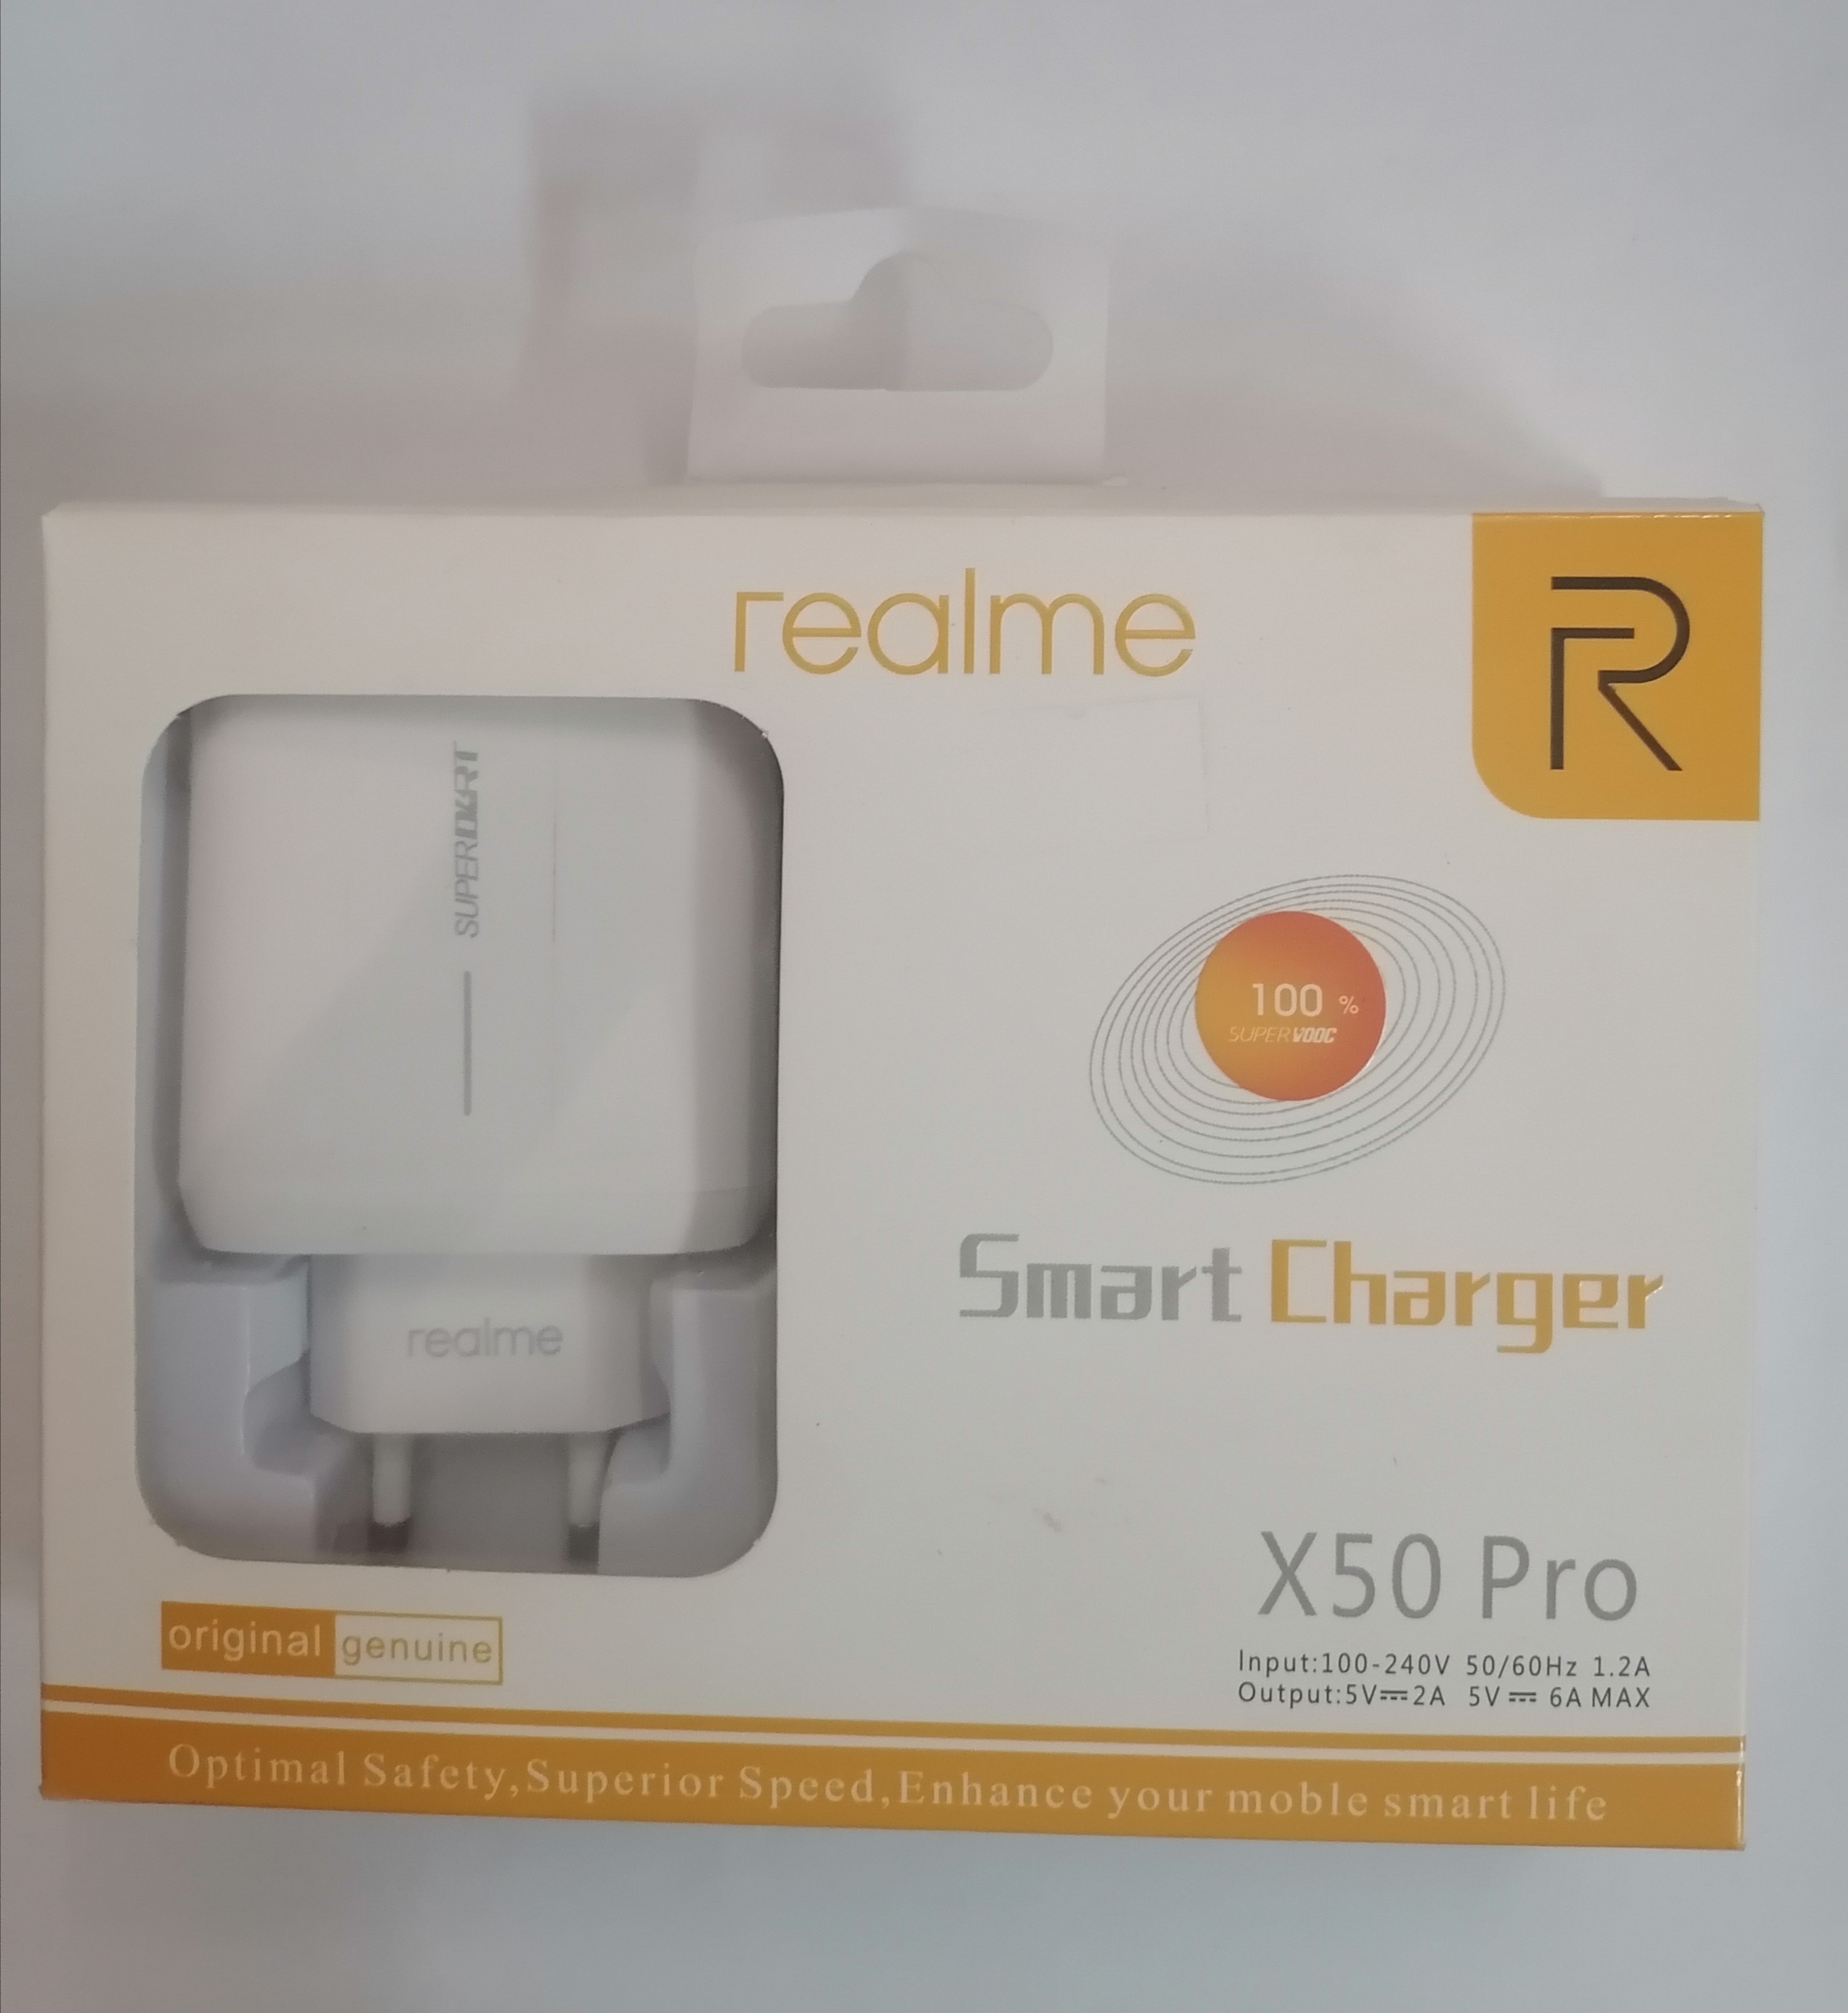 realme
R
SUPERDART
100 %
SUPERVOOC
Smart Charger
realme
X50 Pro
original genuine
Input:100-240V 50/60Hz 1.2A
Output:5V⎓2A 5V⎓ 6A MAX
Optimal Safety,Superior Speed,Enhance your moble smart life